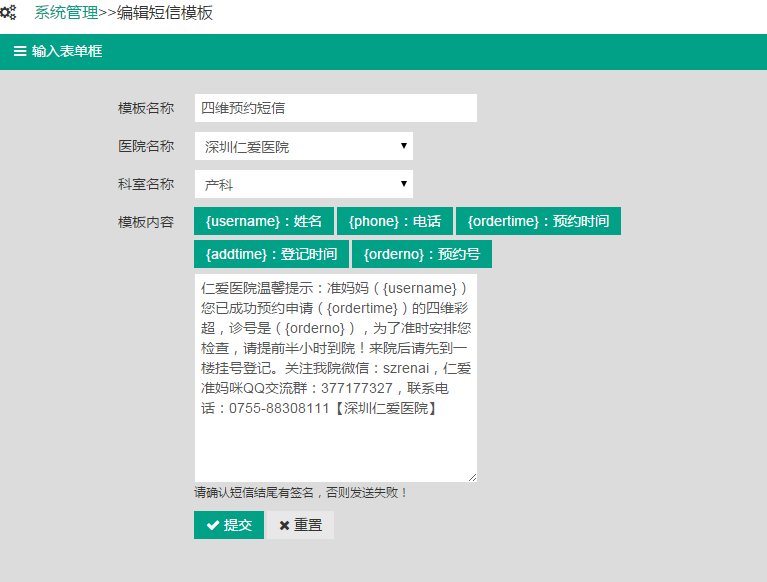 系统管理>>编辑短信模板
输入表单框
模板名称 四维预约短信
医院名称 深圳仁爱医院
科室名称 产科
模板内容 {username}：姓名 {phone}：电话 {ordertime}：预约时间
{addtime}：登记时间 {orderno}：预约号
仁爱医院温馨提示：准妈妈（{username}）
您已成功预约申请（{ordertime}）的四维彩
超，诊号是（{orderno}），为了准时安排您
检查，请提前半小时到院！来院后请先到一
楼挂号登记。关注我院微信：szrenai，仁爱
准妈咪QQ交流群：377177327，联系电
话：0755-88308111【深圳仁爱医院】
请确认短信结尾有签名，否则发送失败！
提交 重置